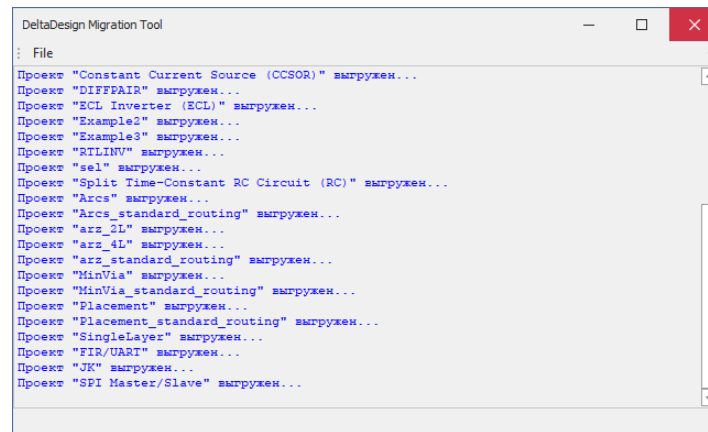 DeltaDesign Migration Tool
File
Проект "Constant Current Source (CCSOR)" выгружен...
Проект "DIFFPAIR" выгружен...
Проект "ECL Inverter (ECL)" выгружен...
Проект "Example2" выгружен...
Проект "Example3" выгружен...
Проект "RTLINV" выгружен...
Проект "sel" выгружен...
Проект "Split Time-Constant RC Circuit (RC)" выгружен...
Проект "Arcs" выгружен...
Проект "Arcs_standard_routing" выгружен...
Проект "arz_2L" выгружен...
Проект "arz_4L" выгружен...
Проект "arz_standard_routing" выгружен...
Проект "MinVia" выгружен...
Проект "MinVia_standard_routing" выгружен...
Проект "Placement" выгружен...
Проект "Placement_standard_routing" выгружен...
Проект "SingleLayer" выгружен...
Проект "FIR/UART" выгружен...
Проект "JK" выгружен...
Проект "SPI Master/Slave" выгружен...